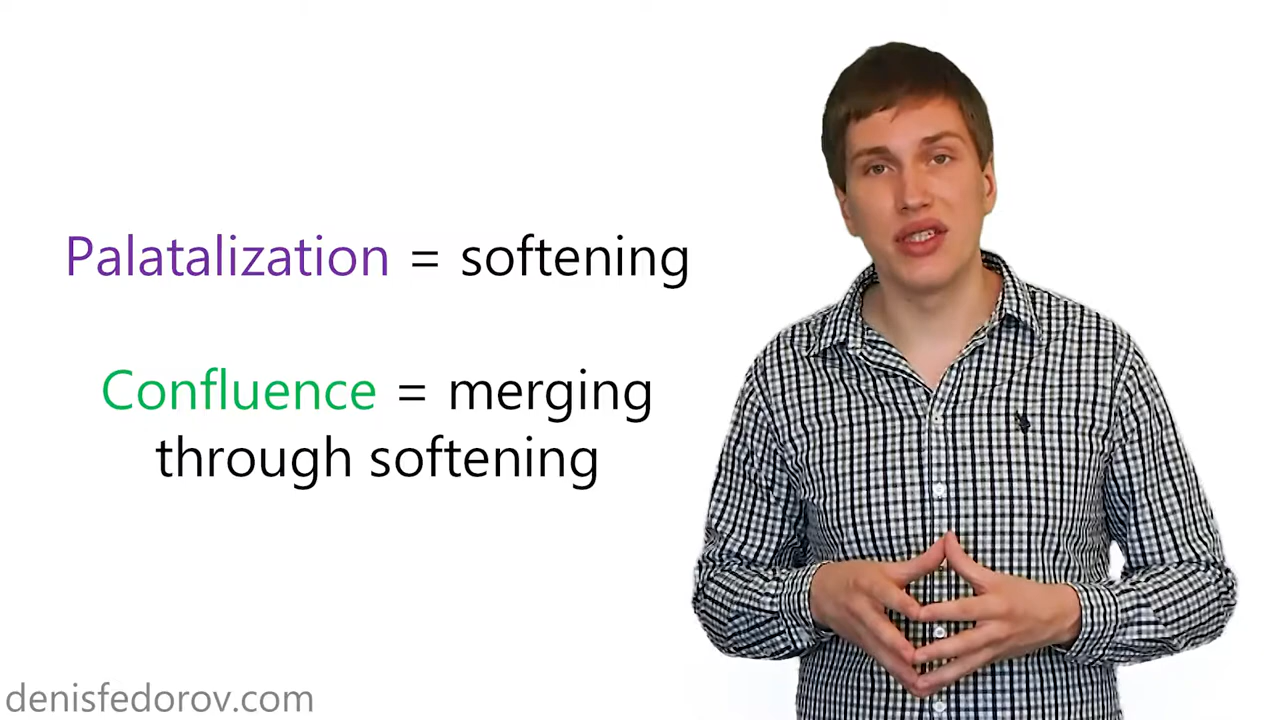 Palatalization = softening
Confluence = merging
through softening
denisfedorov.com